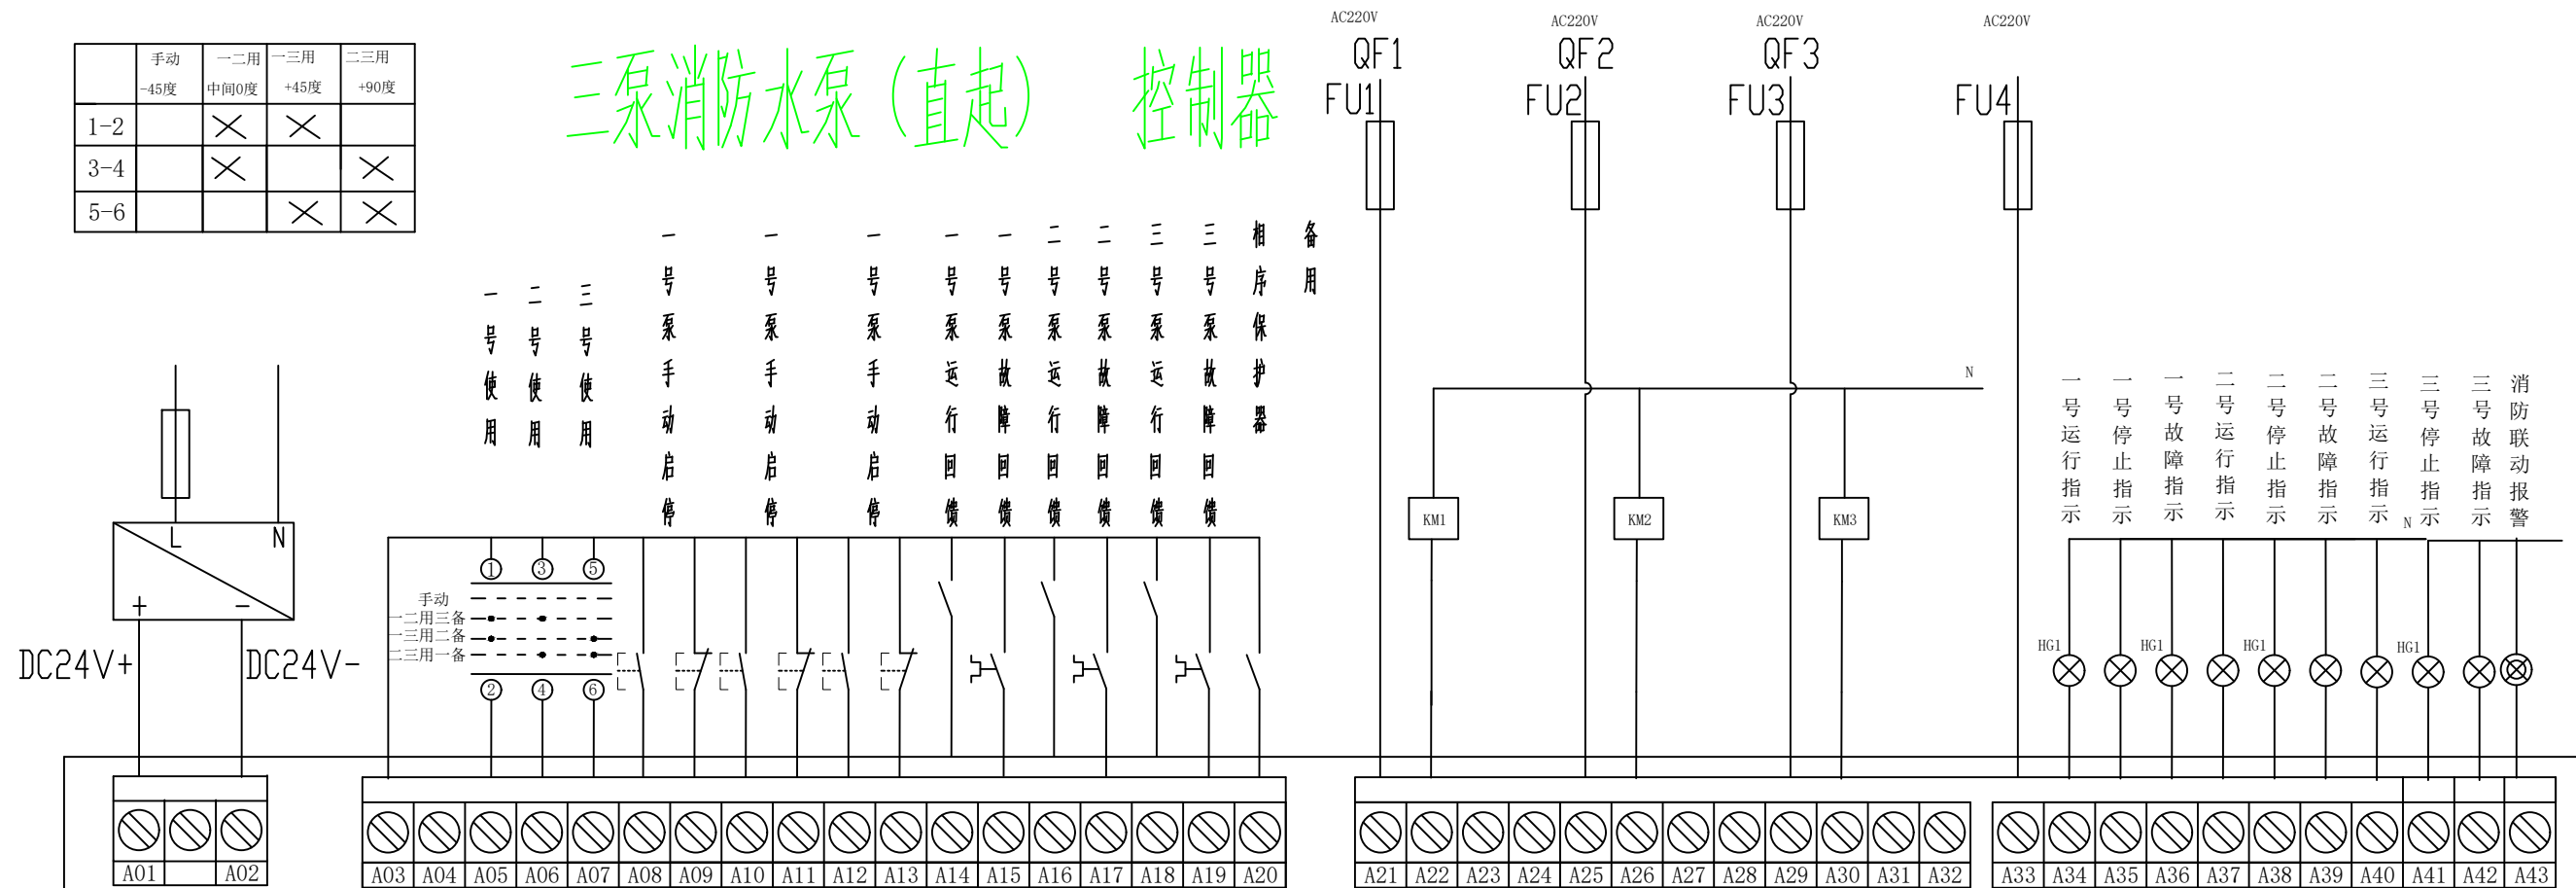 手动 一二用 一三用 二三用
-45度 中间0度 +45度 +90度
1-2
3-4
5-6
三泵消防水泵（直起） 控制器
AC220V AC220V AC220V AC220V
QF1 QF2 QF3
FU1 FU2 FU3 FU4
一号使用
二号使用
三号使用
一号泵手动启停
一号泵手动启停
一号泵手动启停
一号泵运行回馈
一号泵故障回馈
二号泵运行回馈
二号泵故障回馈
三号泵运行回馈
三号泵故障回馈
相序保护器
备用
N
KM1 KM2 KM3
一号运行指示
一号停止指示
一号故障指示
二号运行指示
二号停止指示
二号故障指示
三号运行指示
N
三号停止指示
三号故障指示
消防联动报警
L N
+ −
DC24V+ DC24V-
1 3 5
手动
一二用三备
一三用二备
二三用一备
2 4 6
HG1 HG1 HG1 HG1
A01 A02
A03 A04 A05 A06 A07 A08 A09 A10 A11 A12 A13 A14 A15 A16 A17 A18 A19 A20
A21 A22 A23 A24 A25 A26 A27 A28 A29 A30 A31 A32
A33 A34 A35 A36 A37 A38 A39 A40 A41 A42 A43